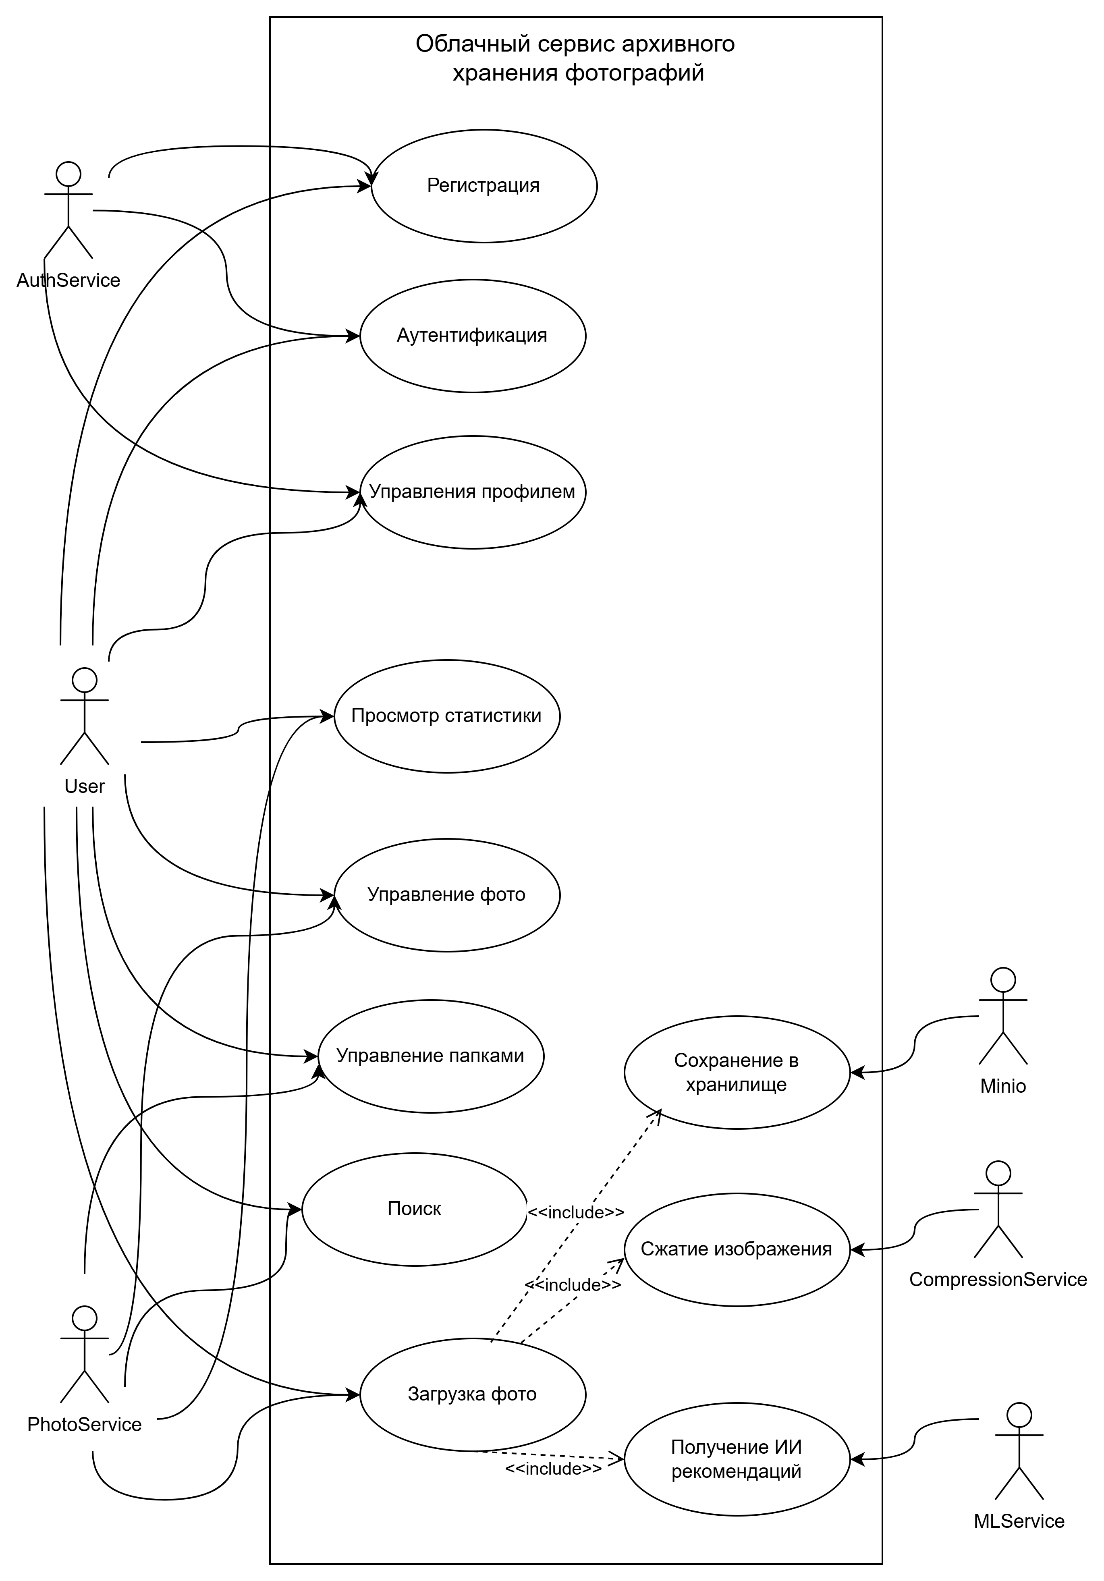 Облачный сервис архивного
хранения фотографий
Регистрация
AuthService
Аутентификация
Управления профилем
Просмотр статистики
User
Управление фото
Управление папками
Сохранение в
хранилище
Minio
Поиск
<<include>>
Сжатие изображения
CompressionService
<<include>>
Загрузка фото
PhotoService
Получение ИИ
рекомендаций
<<include>>
MLService